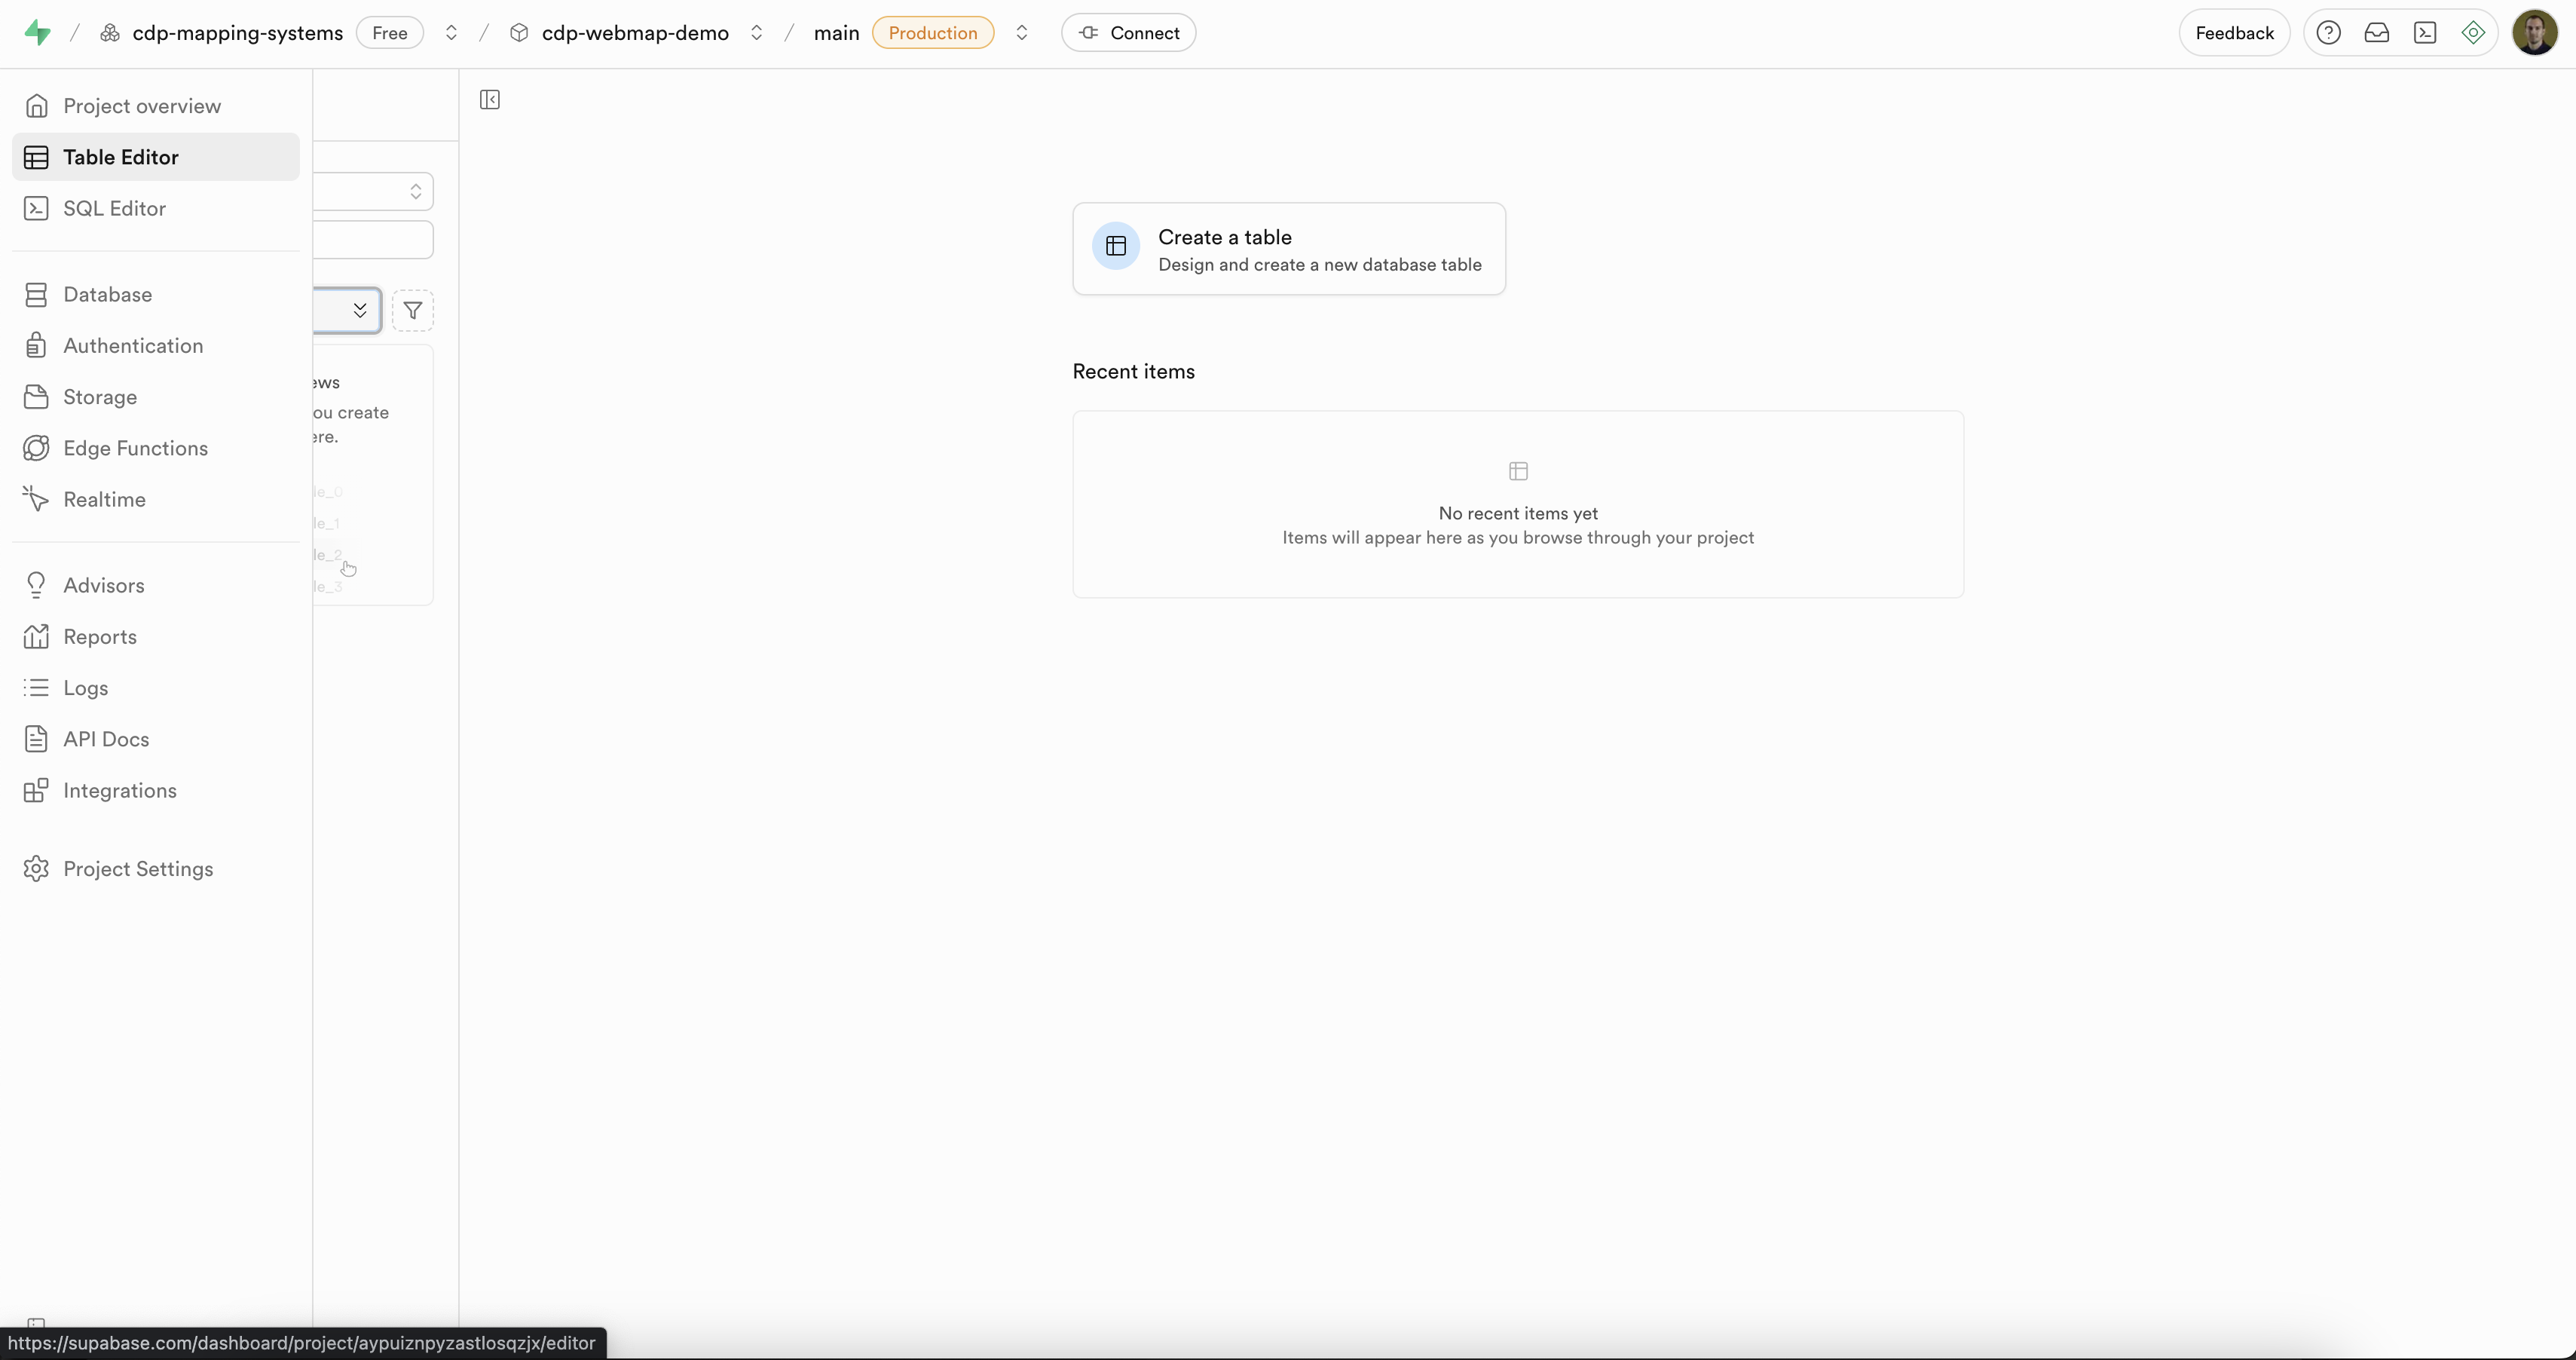 cdp-mapping-systems Free cdp-webmap-demo main Production Connect Feedback
Project overview
Table Editor
SQL Editor
Database
Authentication
Storage
Edge Functions
Realtime
Advisors
Reports
Logs
API Docs
Integrations
Project Settings
ews
ou create
ere.
le_0
le_1
le_2
le_3
Create a table
Design and create a new database table
Recent items
No recent items yet
Items will appear here as you browse through your project
https://supabase.com/dashboard/project/aypuiznpyzastlosqzjx/editor